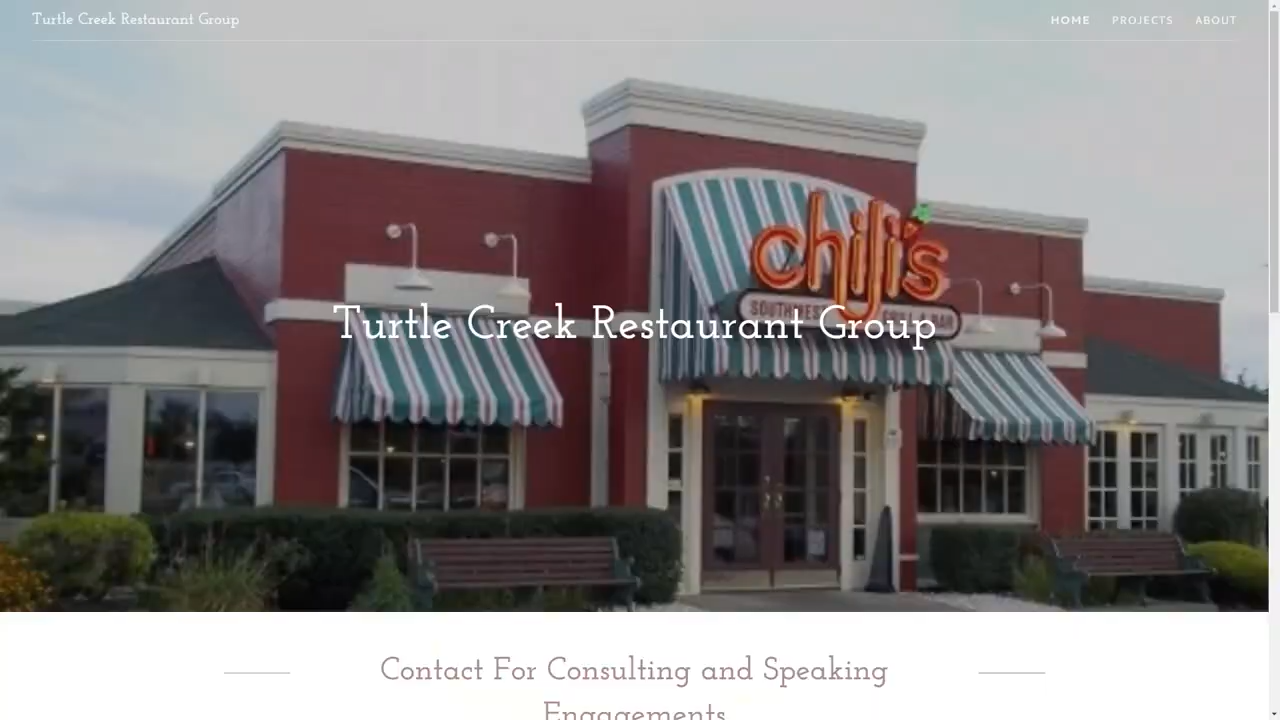 Turtle Creek Restaurant Group
HOME PROJECTS ABOUT
chili's
Turtle Creek Restaurant Group
Contact For Consulting and Speaking
Engagements